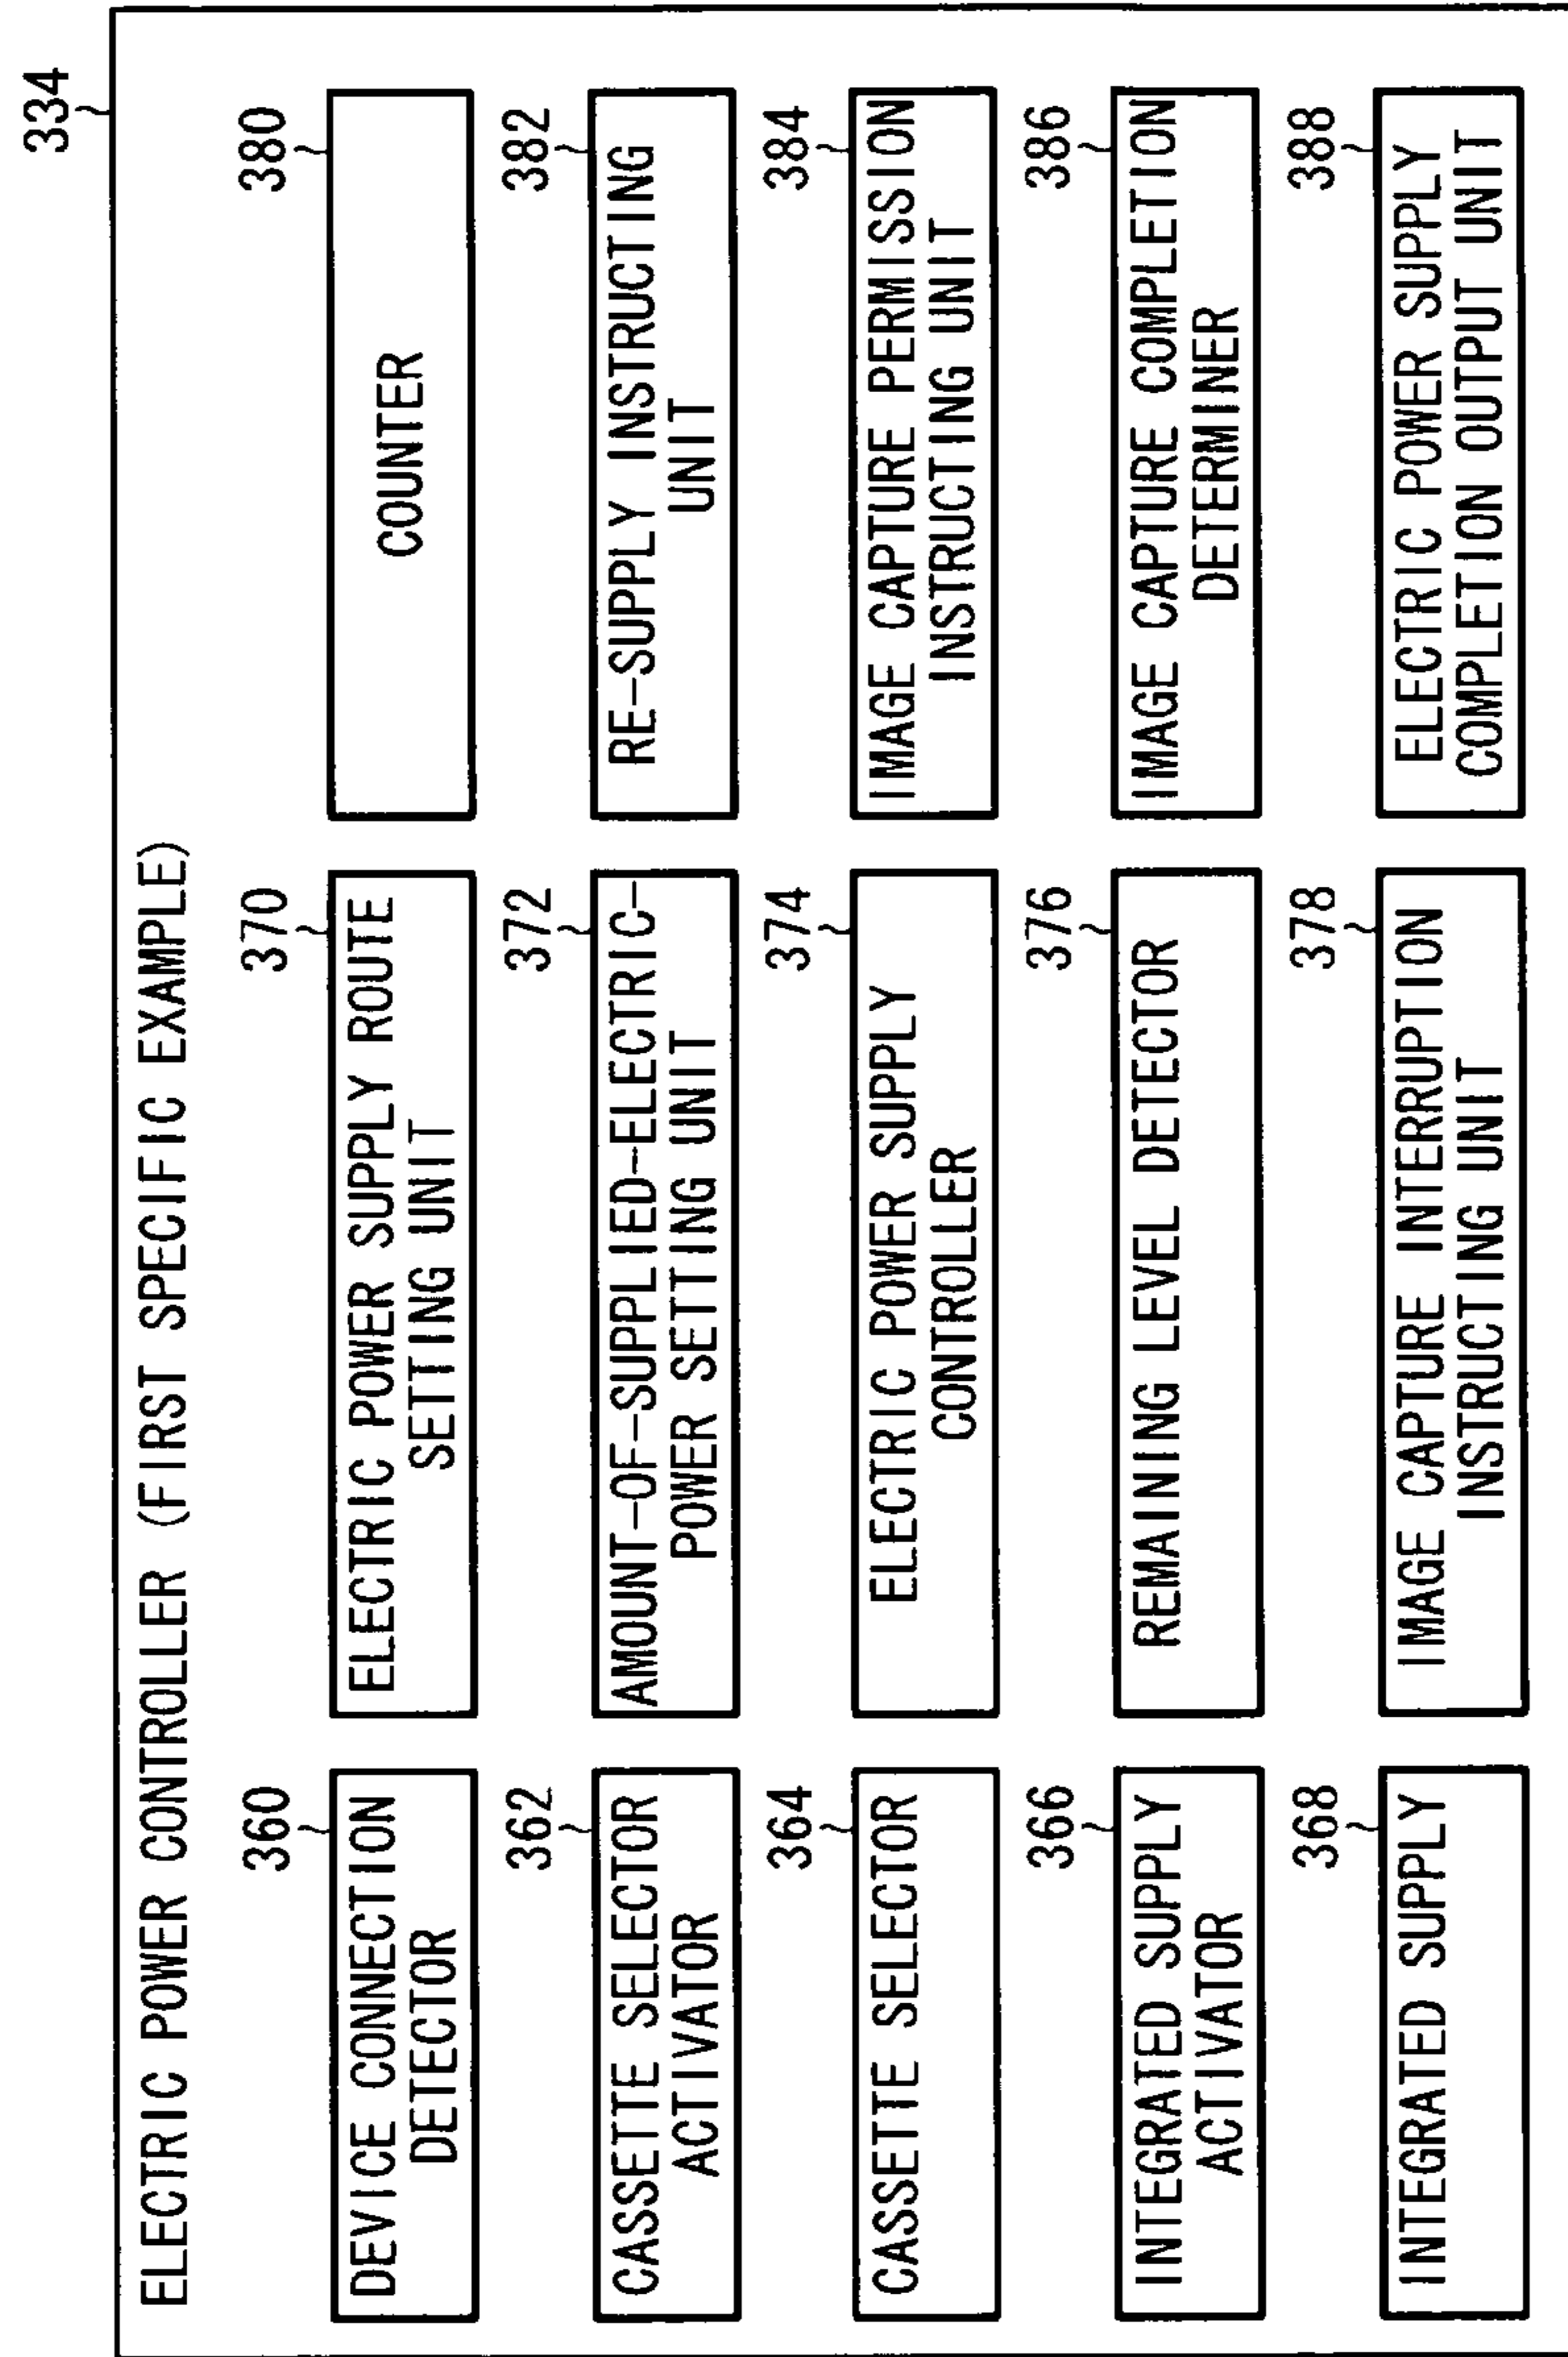 334
ELECTRIC POWER CONTROLLER (FIRST SPECIFIC EXAMPLE)
360
DEVICE CONNECTION
DETECTOR
362
CASSETTE SELECTOR
ACTIVATOR
364
CASSETTE SELECTOR
366
INTEGRATED SUPPLY
ACTIVATOR
368
INTEGRATED SUPPLY
370
ELECTRIC POWER SUPPLY ROUTE
SETTING UNIT
372
AMOUNT-OF-SUPPLIED-ELECTRIC-
POWER SETTING UNIT
374
ELECTRIC POWER SUPPLY
CONTROLLER
376
REMAINING LEVEL DETECTOR
378
IMAGE CAPTURE INTERRUPTION
INSTRUCTING UNIT
380
COUNTER
382
RE-SUPPLY INSTRUCTING
UNIT
384
IMAGE CAPTURE PERMISSION
INSTRUCTING UNIT
386
IMAGE CAPTURE COMPLETION
DETERMINER
388
ELECTRIC POWER SUPPLY
COMPLETION OUTPUT UNIT